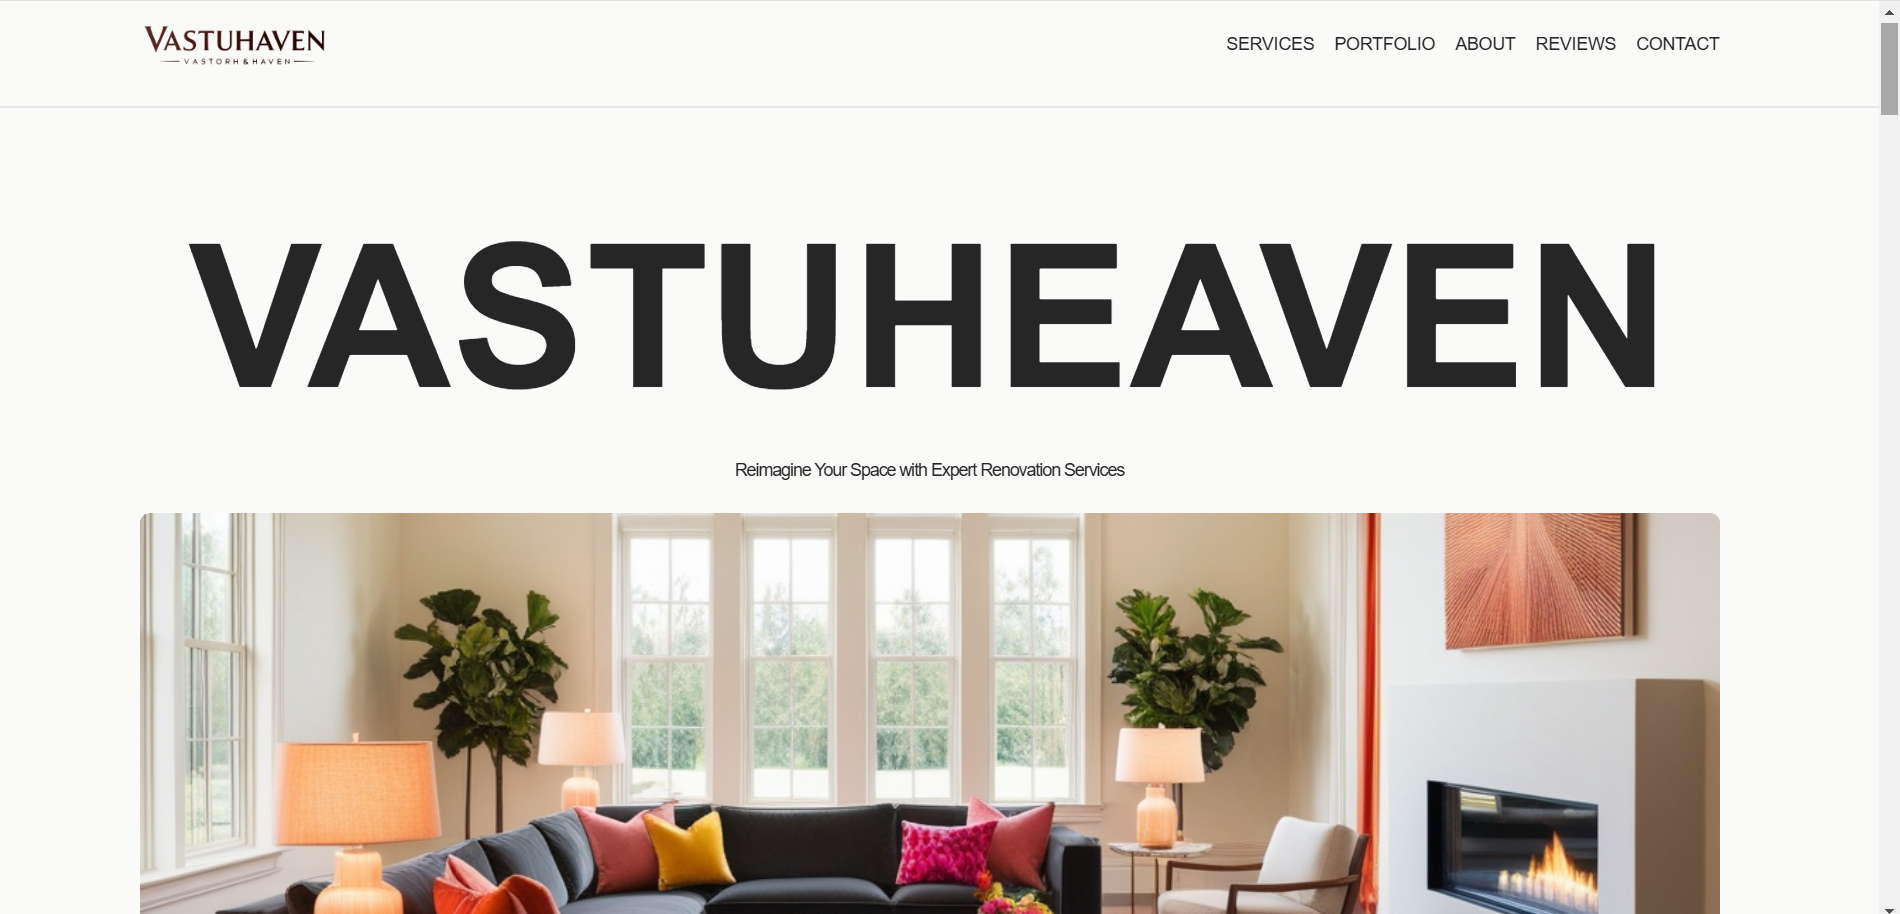 VASTUHAVEN
VASTORH&HAVEN
SERVICES PORTFOLIO ABOUT REVIEWS CONTACT
VASTUHEAVEN
Reimagine Your Space with Expert Renovation Services